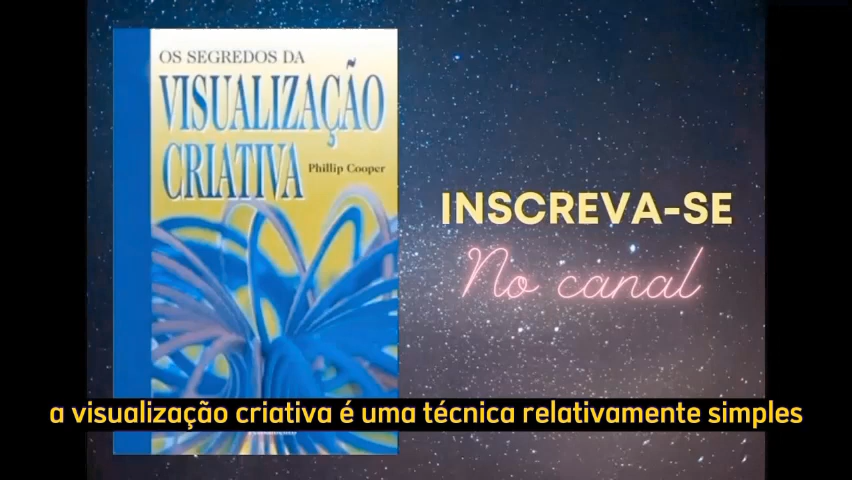 OS SEGREDOS DA
VISUALIZAÇÃO
CRIATIVA
Phillip Cooper
INSCREVA-SE
No canal
a visualização criativa é uma técnica relativamente simples